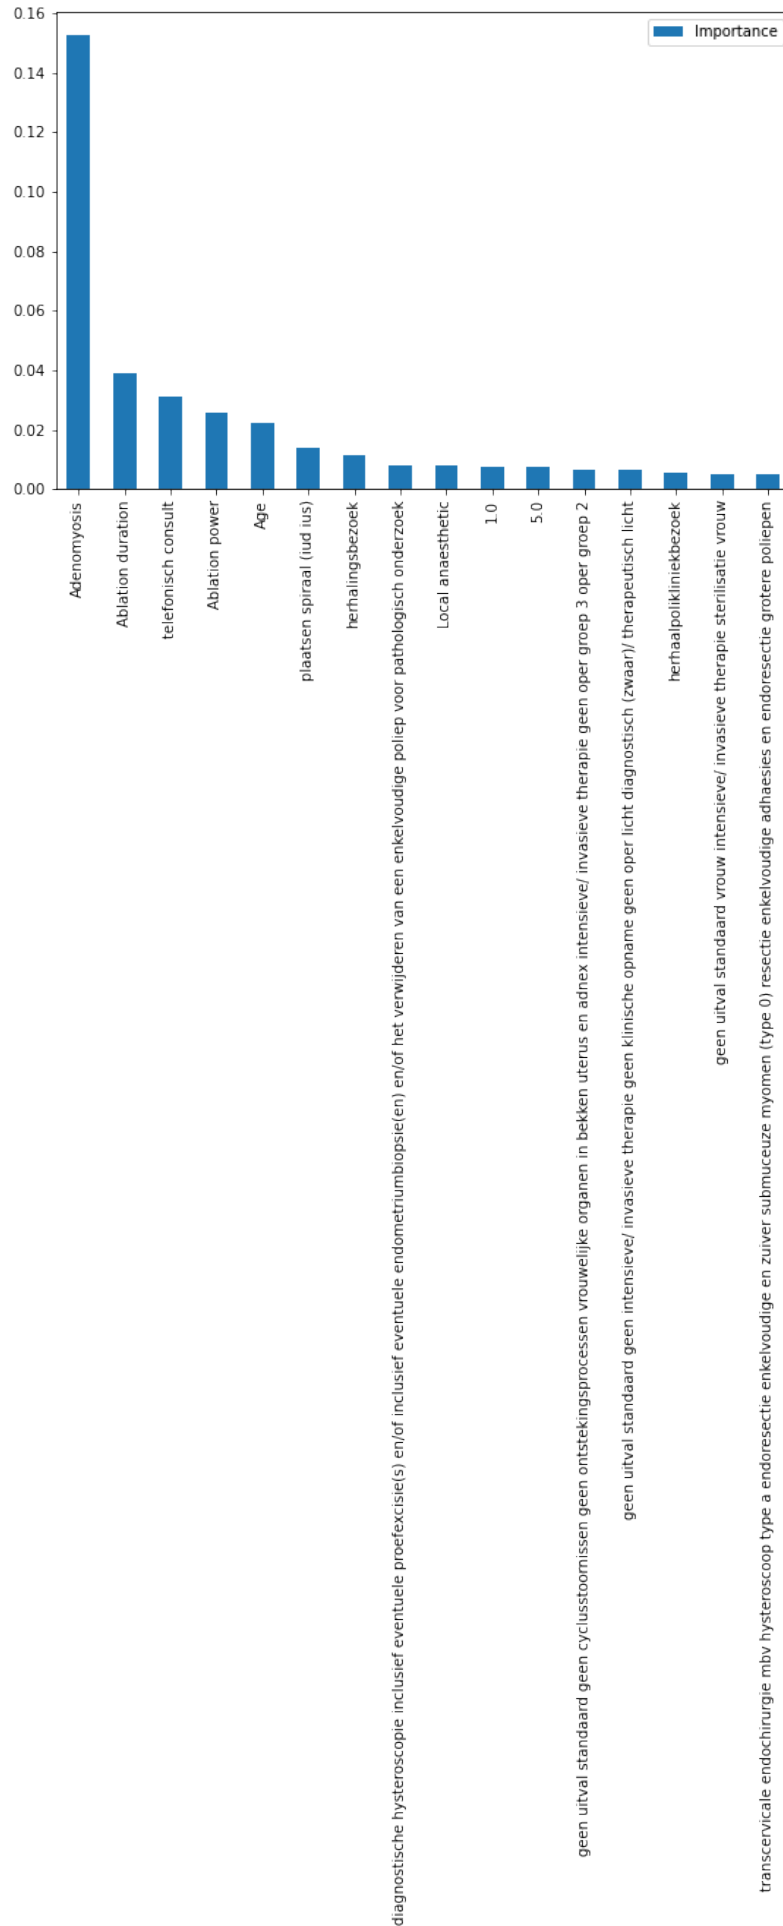 0.16
Importance
0.14
0.12
0.10
0.08
0.06
0.04
0.02
0.00
Adenomyosis
Ablation duration
telefonisch consult
Ablation power
Age
plaatsen spiraal (iud ius)
herhalingsbezoek
diagnostische hysteroscopie inclusief eventuele proefexcisie(s) en/of inclusief eventuele endometriumbiopsie(en) en/of het verwijderen van een enkelvoudige poliep voor pathologisch onderzoek
Local anaesthetic
1.0
5.0
geen uitval standaard geen cyclusstoornissen geen ontstekingsprocessen vrouwelijke organen in bekken uterus en adnex intensieve/ invasieve therapie geen oper groep 3 oper groep 2
geen uitval standaard geen intensieve/ invasieve therapie geen klinische opname geen oper licht diagnostisch (zwaar)/ therapeutisch licht
herhaalpolikliniekbezoek
geen uitval standaard vrouw intensieve/ invasieve therapie sterilisatie vrouw
transcervicale endochirurgie mbv hysteroscoop type a endoresectie enkelvoudige en zuiver submuceuze myomen (type 0) resectie enkelvoudige adhaesies en endoresectie grotere poliepen